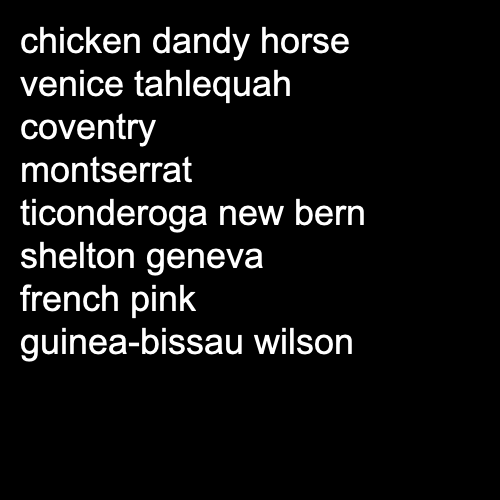 chicken dandy horse
venice tahlequah
coventry
montserrat
ticonderoga new bern
shelton geneva
french pink
guinea-bissau wilson